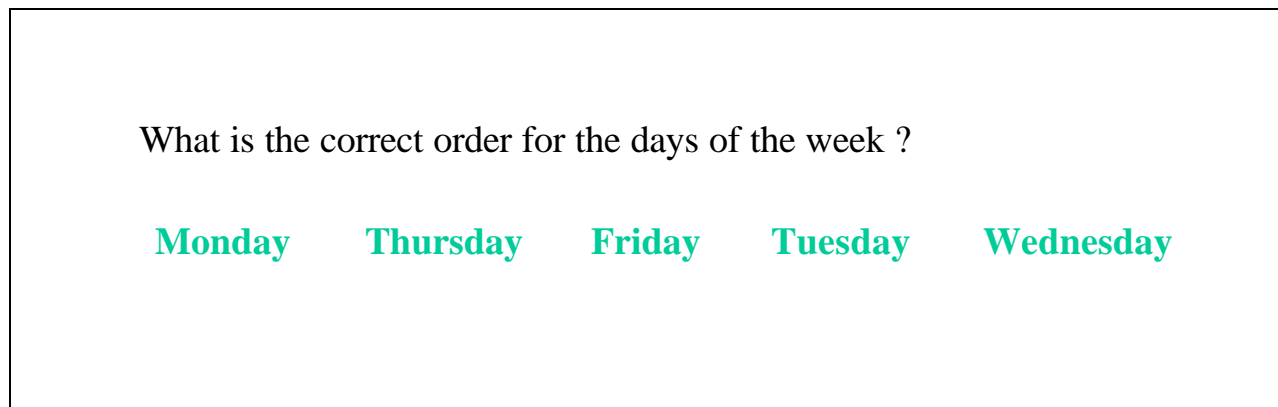 What is the correct order for the days of the week ?
Monday Thursday Friday Tuesday Wednesday